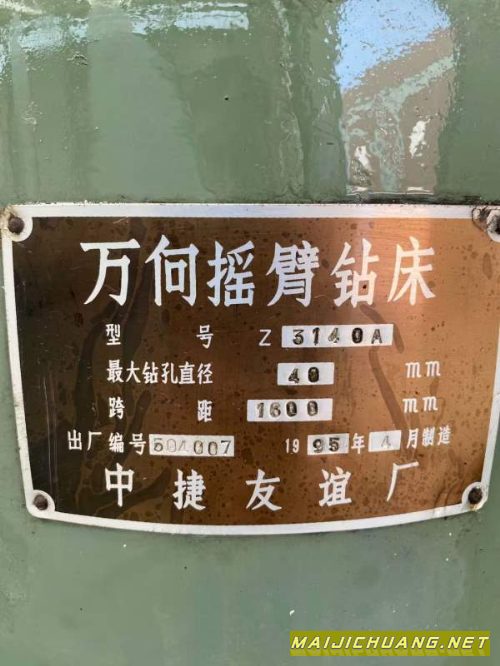 万向摇臂钻床
型号 Z 3140A
最大钻孔直径 40 mm
跨距 1600 mm
出厂编号 504007 1995年4月制造
中捷友谊厂
MAIJICHUANG.NET